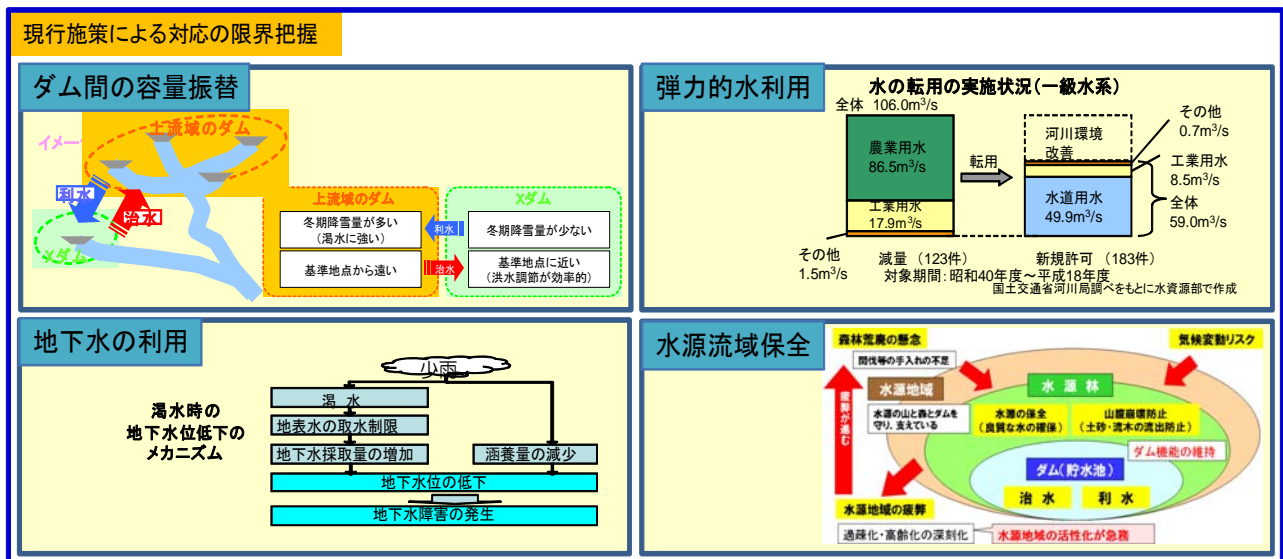 現行施策による対応の限界把握
ダム間の容量振替
イメー
上流域のダム
利水
治水
Xダム
上流域のダム
Xダム
冬期降雪量が多い
(渇水に強い)
利水
冬期降雪量が少ない
基準地点から遠い
治水
基準地点に近い
(洪水調節が効率的)
弾力的水利用
水の転用の実施状況(一級水系)
全体 106.0m³/s
農業用水
86.5m³/s
工業用水
17.9m³/s
その他
1.5m³/s
転用
河川環境
改善
水道用水
49.9m³/s
その他
0.7m³/s
工業用水
8.5m³/s
全体
59.0m³/s
減量 (123件)
新規許可 (183件)
対象期間:昭和40年度～平成18年度
国土交通省河川局調べをもとに水資源部で作成
地下水の利用
渇水時の
地下水位低下の
メカニズム
少雨
渇 水
地表水の取水制限
地下水採取量の増加
涵養量の減少
地下水位の低下
地下水障害の発生
水源流域保全
森林荒廃の懸念
気候変動リスク
間伐等の手入れの不足
水源地域
水源林
水源の山と森とダムを
守り、支えている
水源の保全
(良質な水の確保)
山腹崩壊防止
(土砂・流木の流出防止)
疲弊が進む
ダム機能の維持
ダム(貯水池)
治 水
利 水
水源地域の疲弊
過疎化・高齢化の深刻化
水源地域の活性化が急務